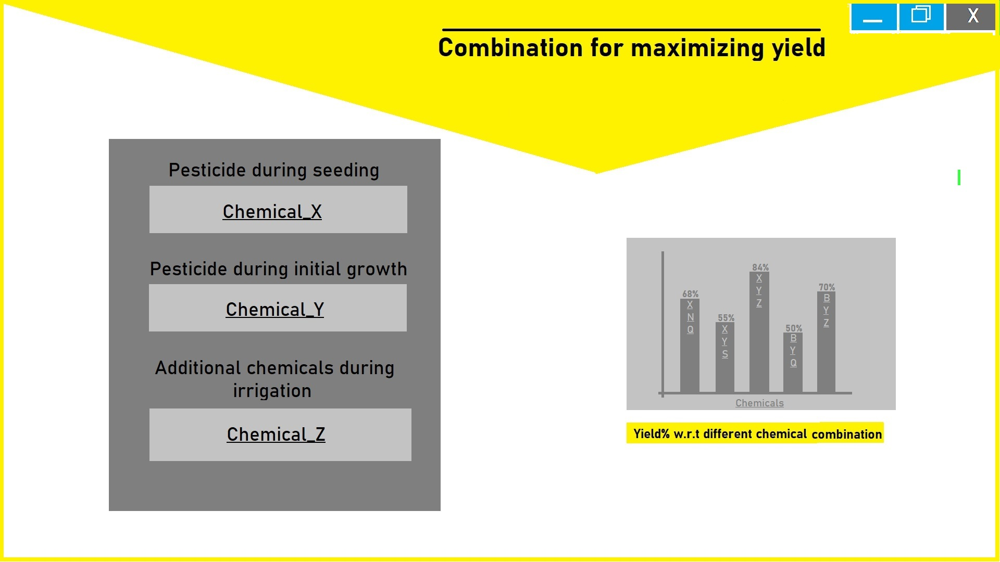 X
Combination for maximizing yield
Pesticide during seeding
Chemical_X
Pesticide during initial growth
Chemical_Y
Additional chemicals during
irrigation
Chemical_Z
68%
X
N
Q
55%
X
Y
S
84%
X
Y
Z
50%
B
Y
Q
70%
B
Y
Z
Chemicals
Yield% w.r.t different chemical combination